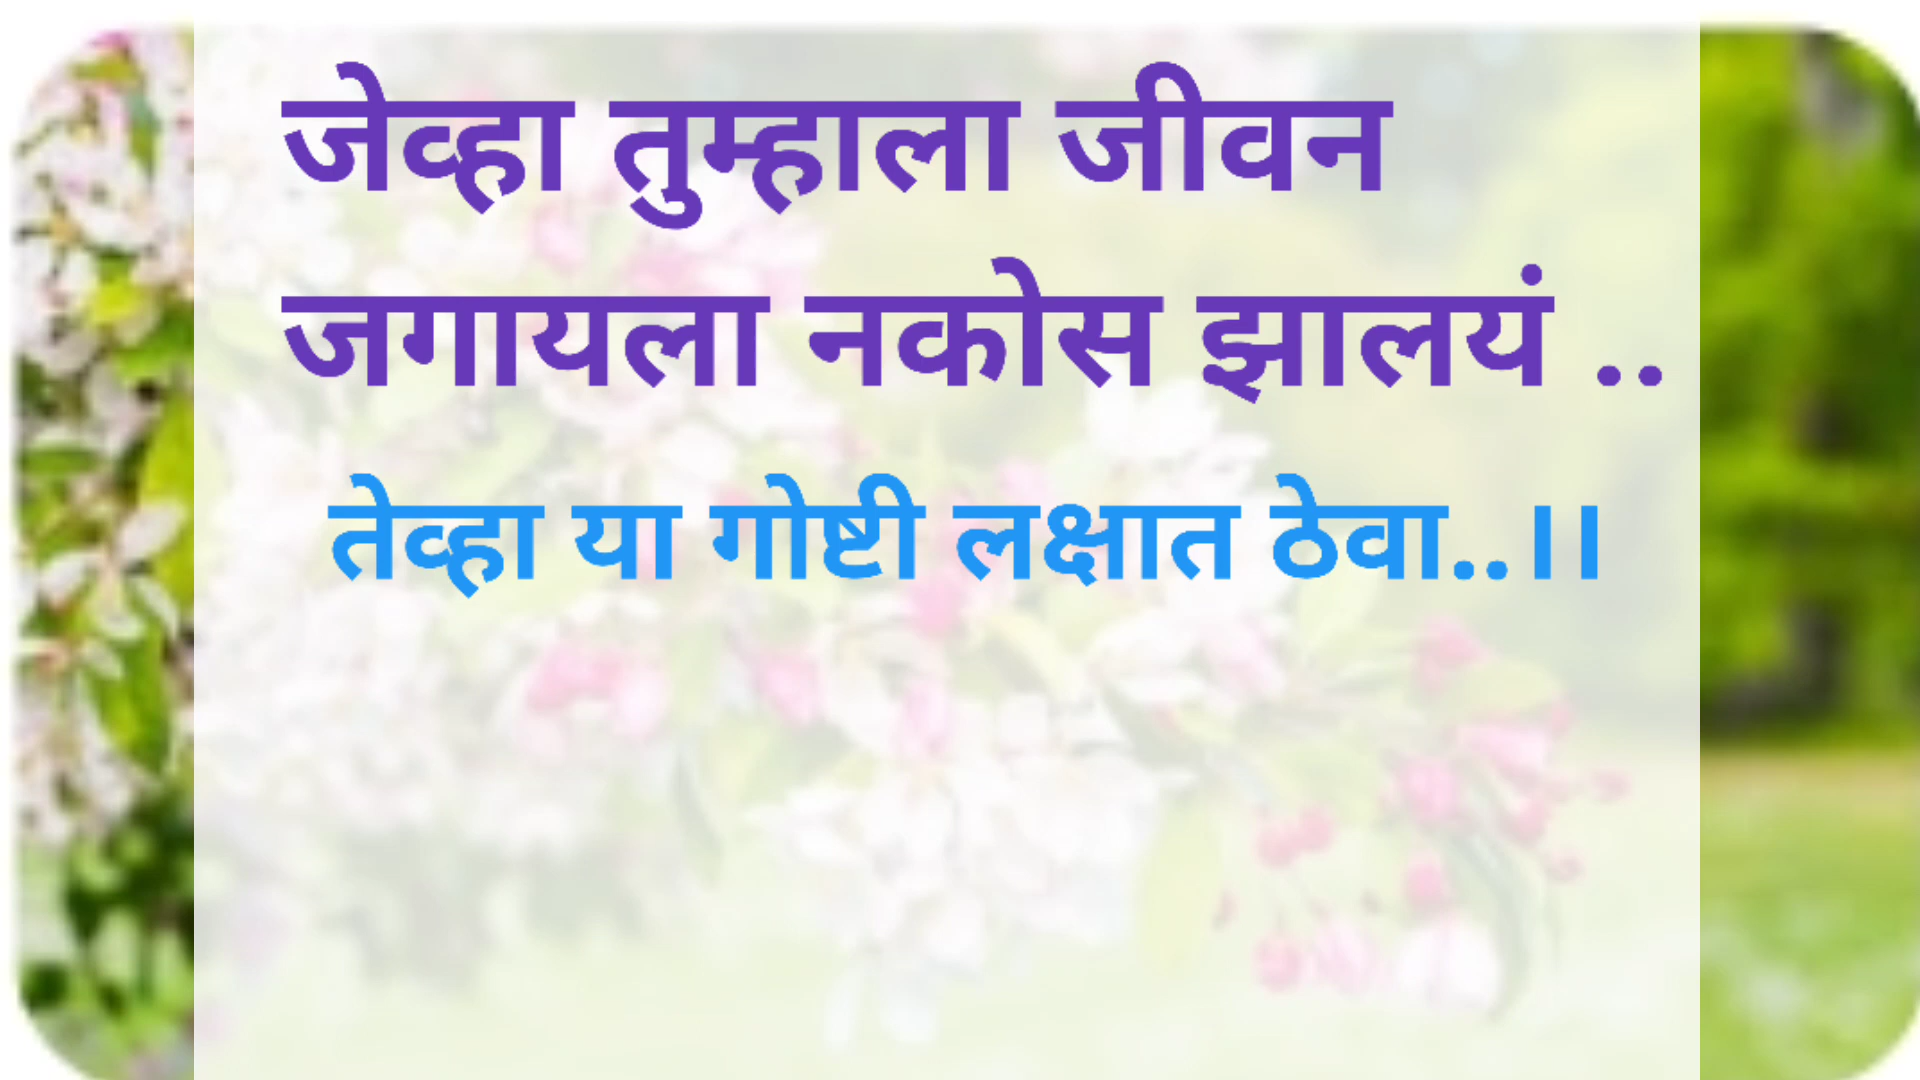 जेव्हा तुम्हाला जीवन
जगायला नकोस झालयं ..
तेव्हा या गोष्टी लक्षात ठेवा..।।